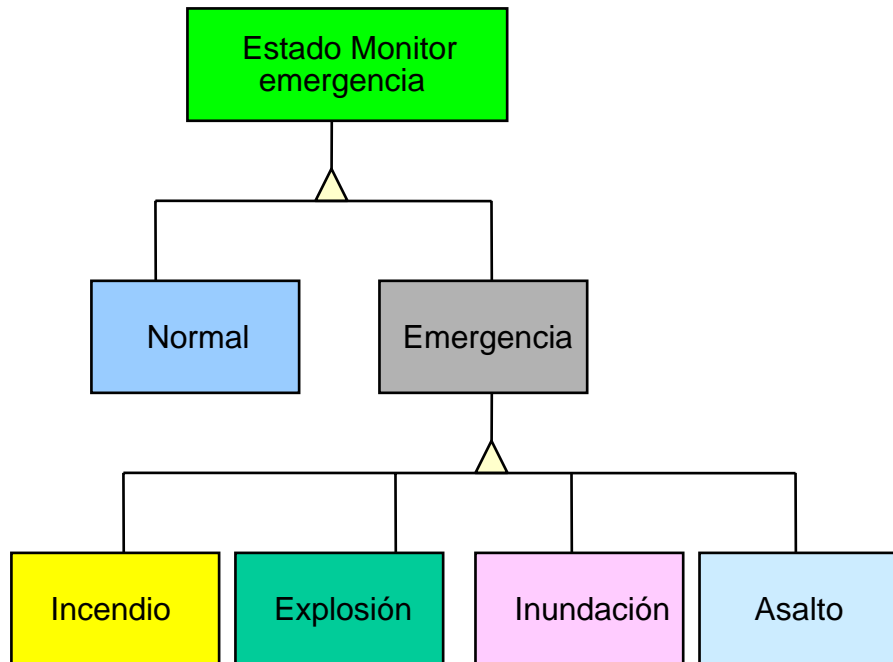 Estado Monitor
emergencia
Normal
Emergencia
Incendio
Explosión
Inundación
Asalto